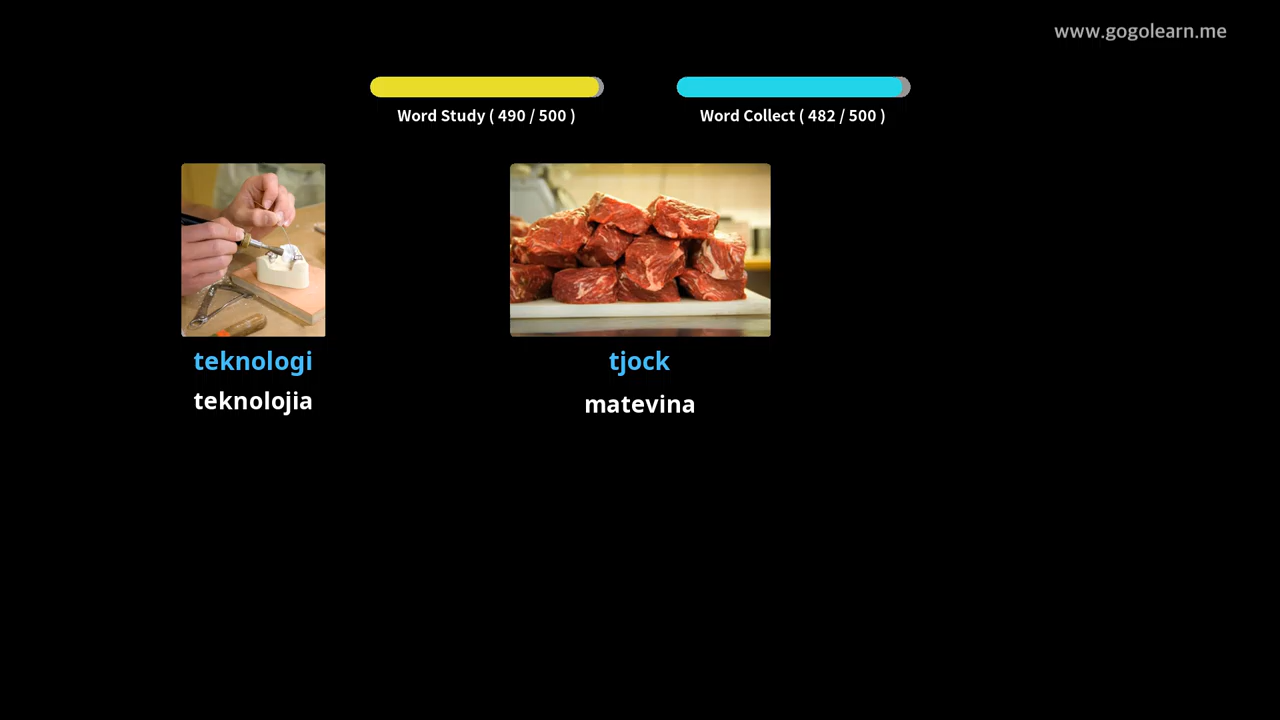 www.gogolearn.me
Word Study ( 490 / 500 )
Word Collect ( 482 / 500 )
teknologi
teknolojia
tjock
matevina